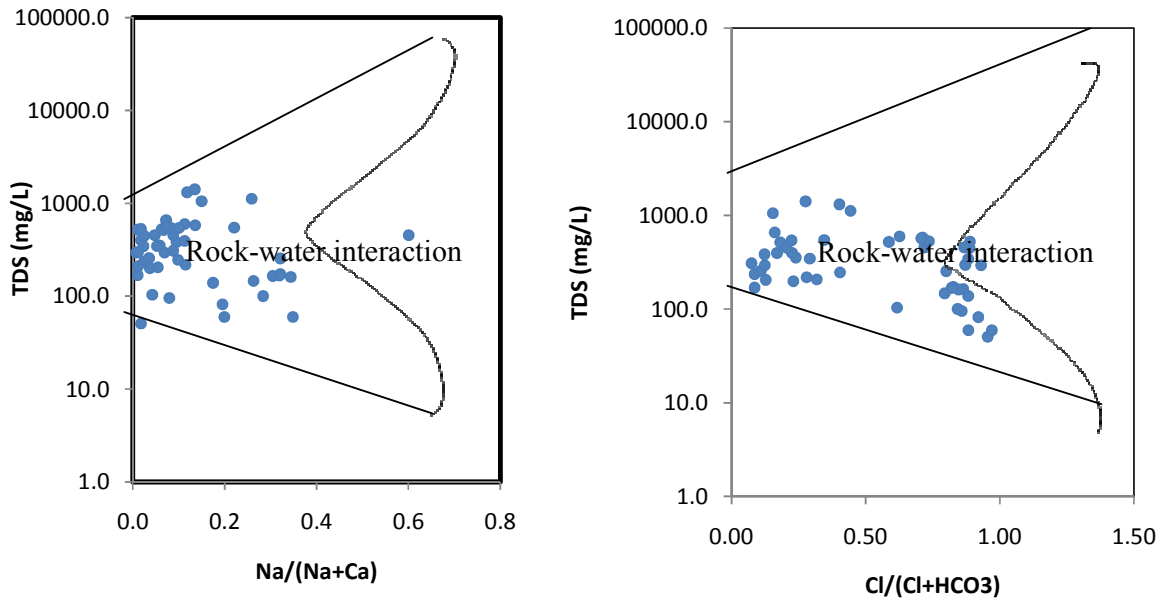 100000.0
10000.0
1000.0
100.0
10.0
1.0
TDS (mg/L)
Rock-water interaction
0.0 0.2 0.4 0.6 0.8
Na/(Na+Ca)
100000.0
10000.0
1000.0
100.0
10.0
1.0
TDS (mg/L)
Rock-water interaction
0.00 0.50 1.00 1.50
Cl/(Cl+HCO3)